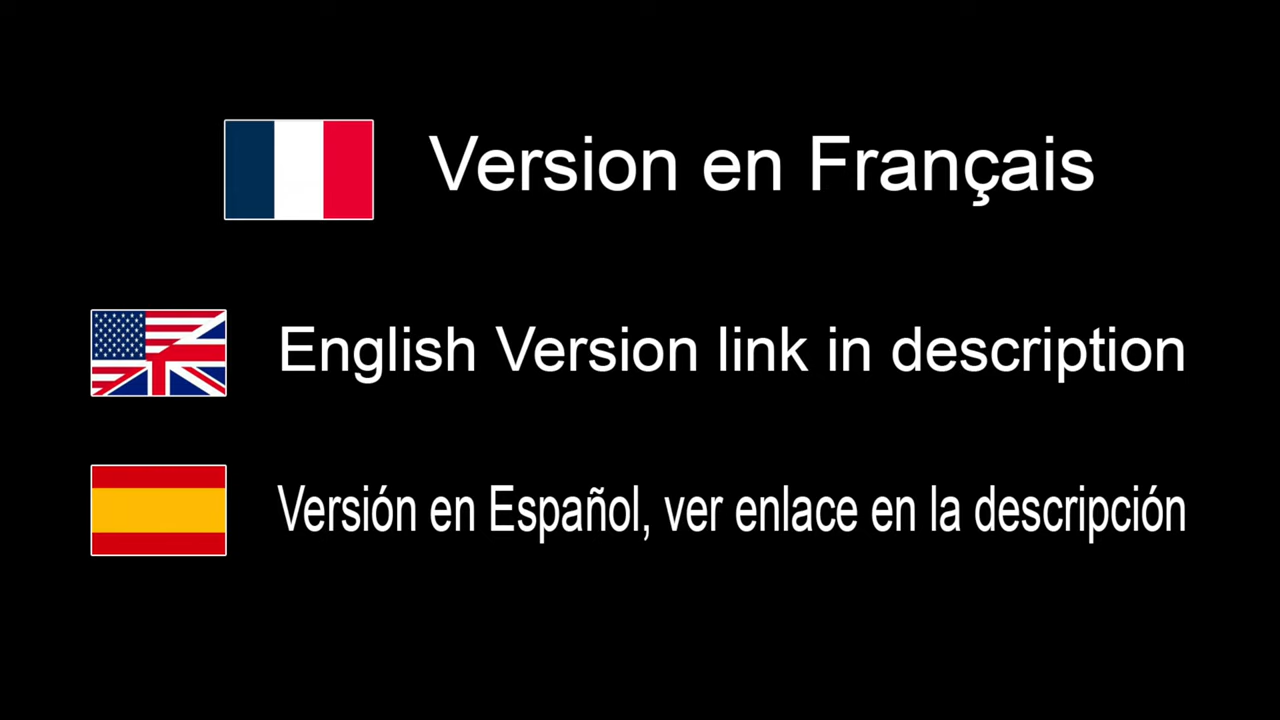 Version en Français
English Version link in description
Versión en Español, ver enlace en la descripción